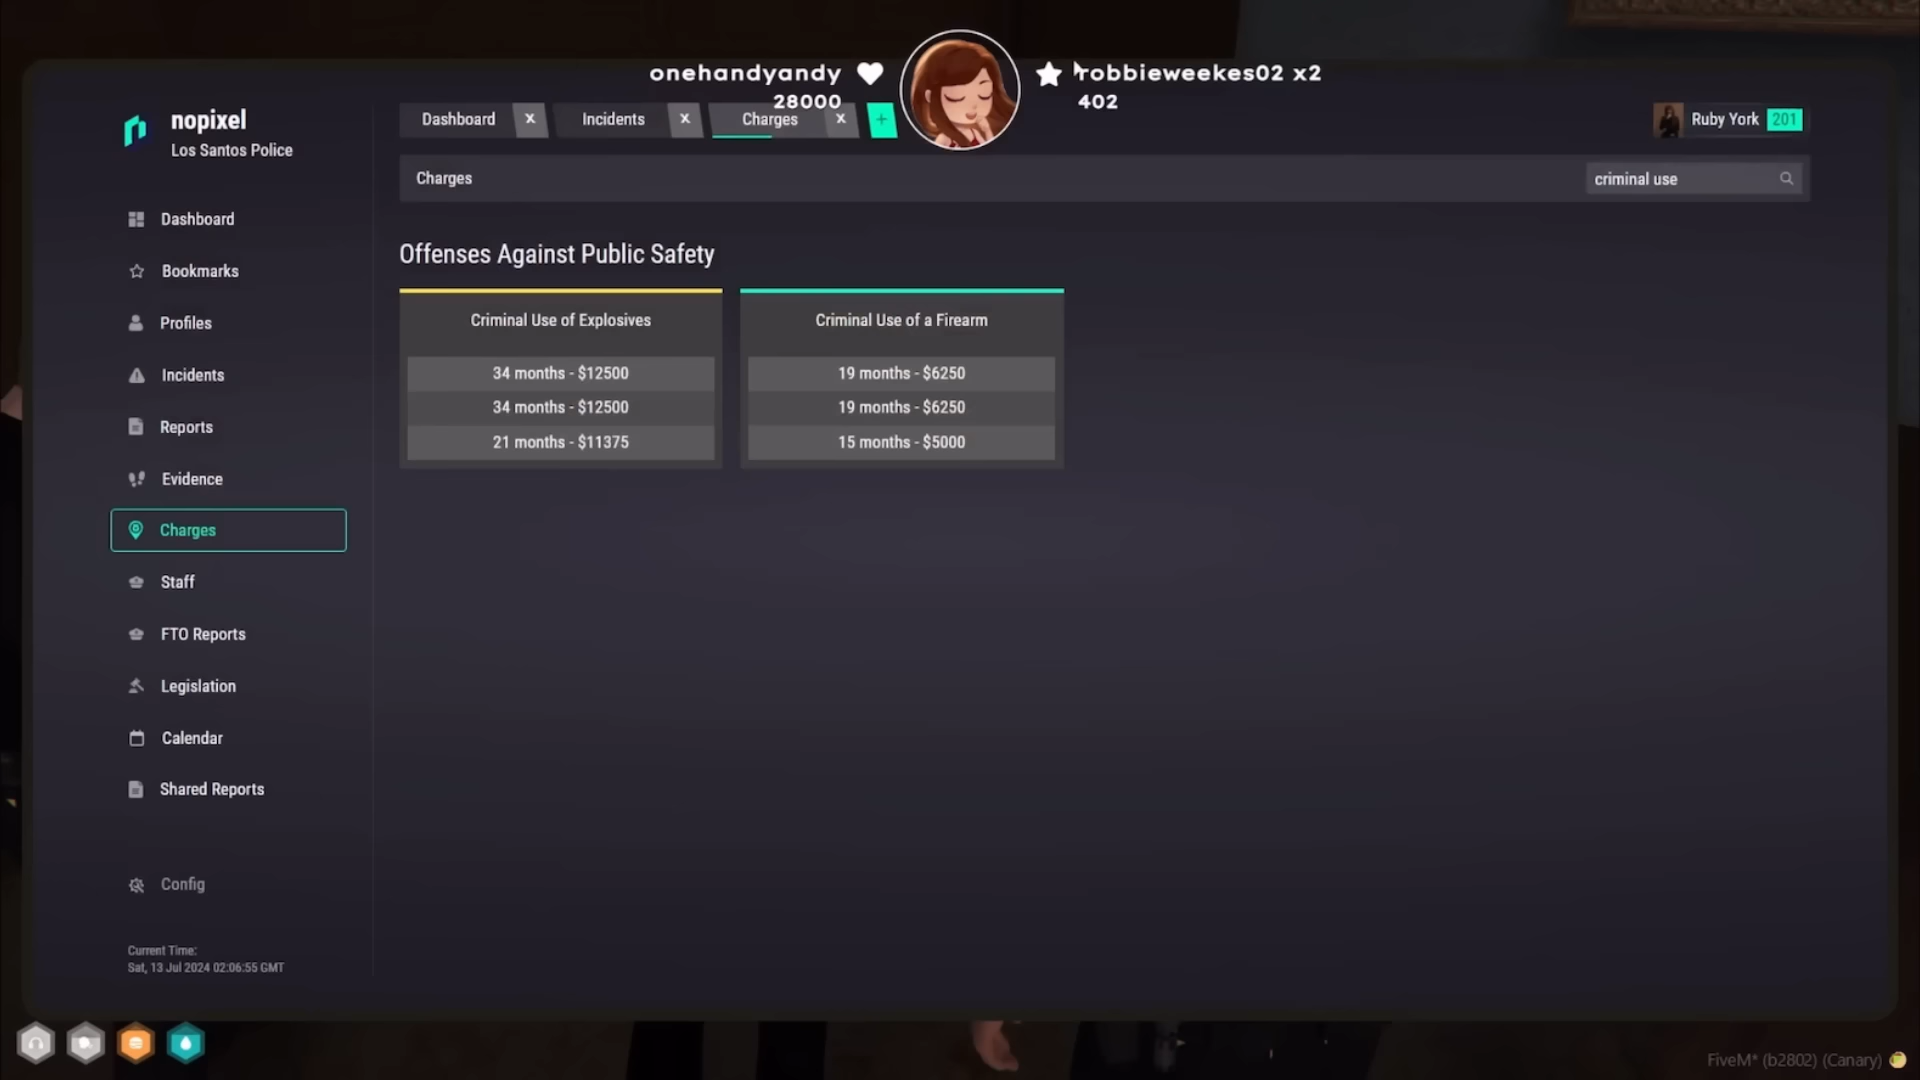 onehandyandy
28000
robbieweekes02 x2
402
nopixel
Los Santos Police
Dashboard x
Incidents x
Charges x
+
Ruby York 201
Charges
criminal use
Dashboard
Bookmarks
Profiles
Incidents
Reports
Evidence
Charges
Staff
FTO Reports
Legislation
Calendar
Shared Reports
Config
Current Time:
Sat, 13 Jul 2024 02:06:55 GMT
Offenses Against Public Safety
Criminal Use of Explosives
34 months - $12500
34 months - $12500
21 months - $11375
Criminal Use of a Firearm
19 months - $6250
19 months - $6250
15 months - $5000
FiveM* (b2802) (Canary)